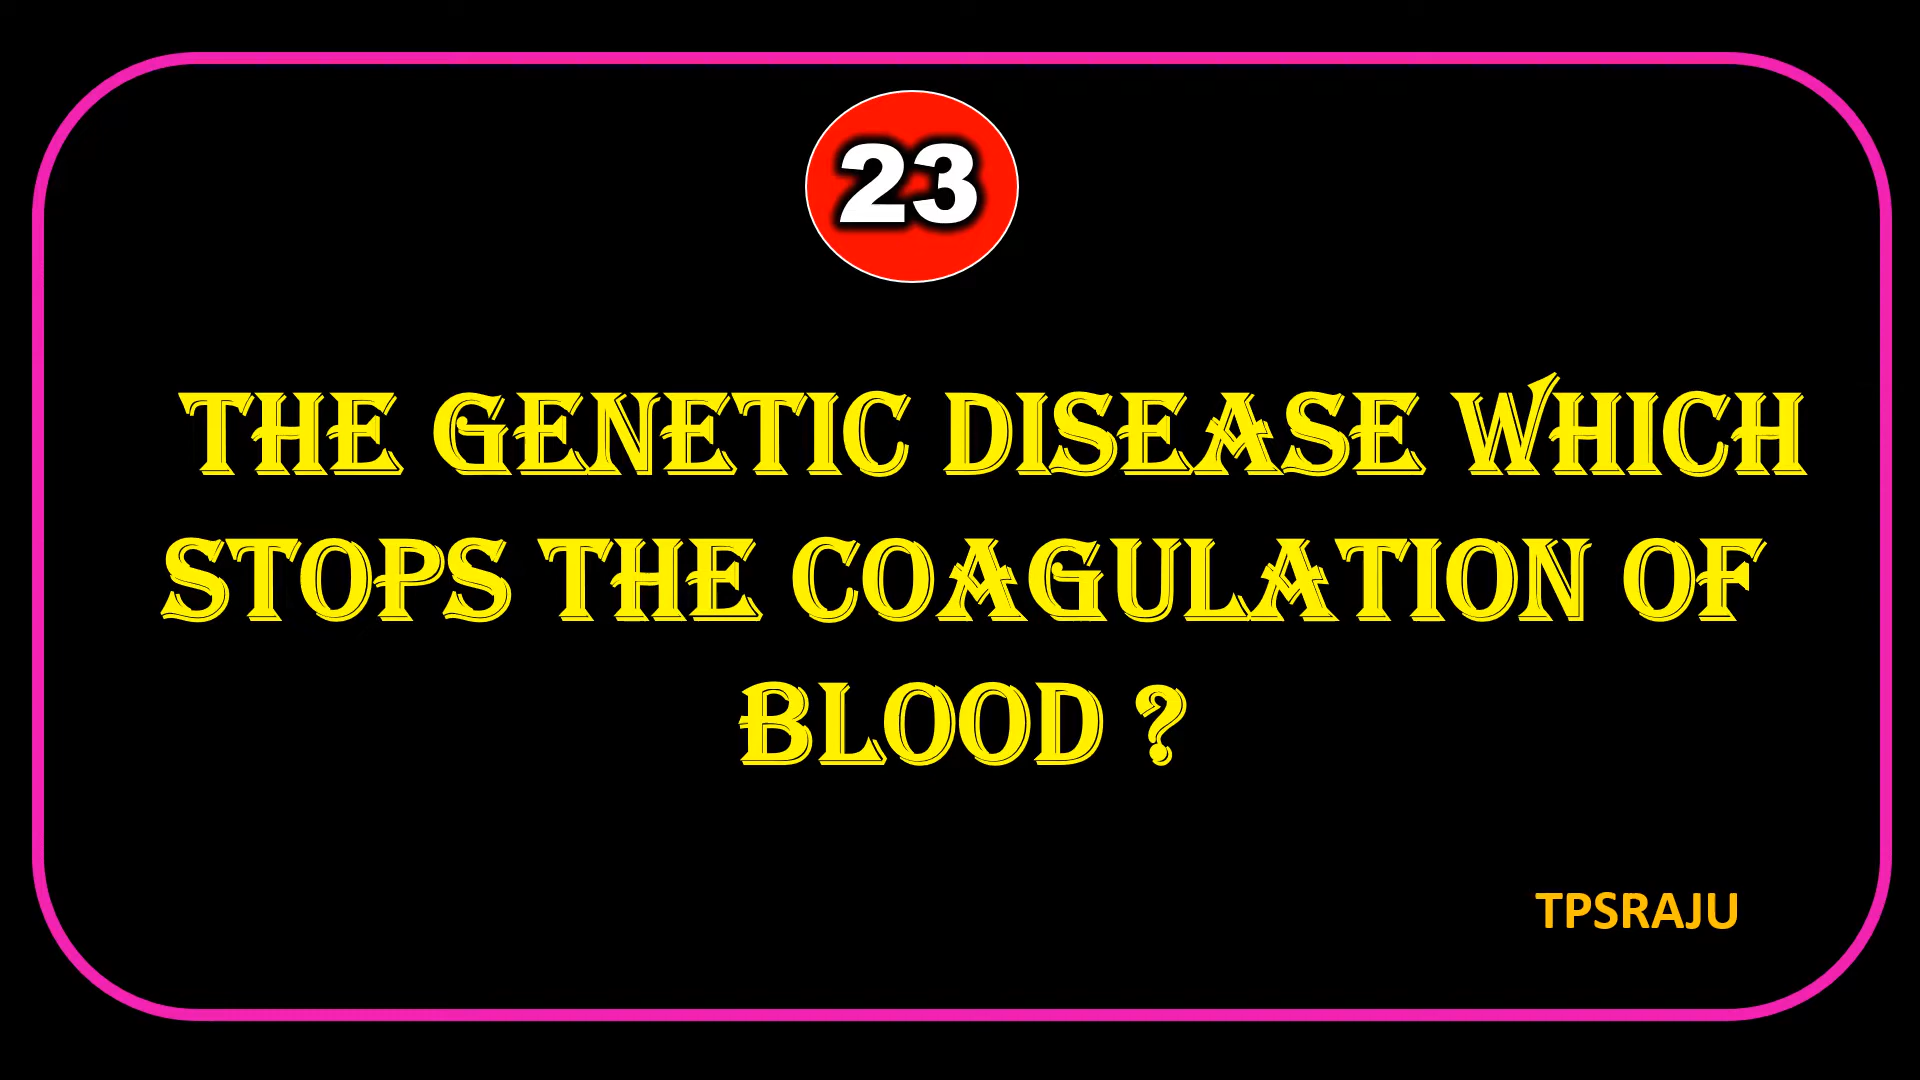 23
THE GENETIC DISEASE WHICH
STOPS THE COAGULATION OF
BLOOD ?
TPSRAJU